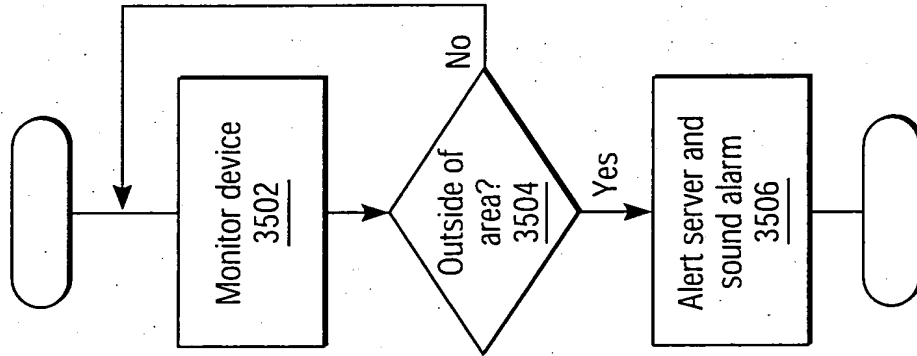 Monitor device
3502
Outside of
area?
3504
No
Yes
Alert server and
sound alarm
3506